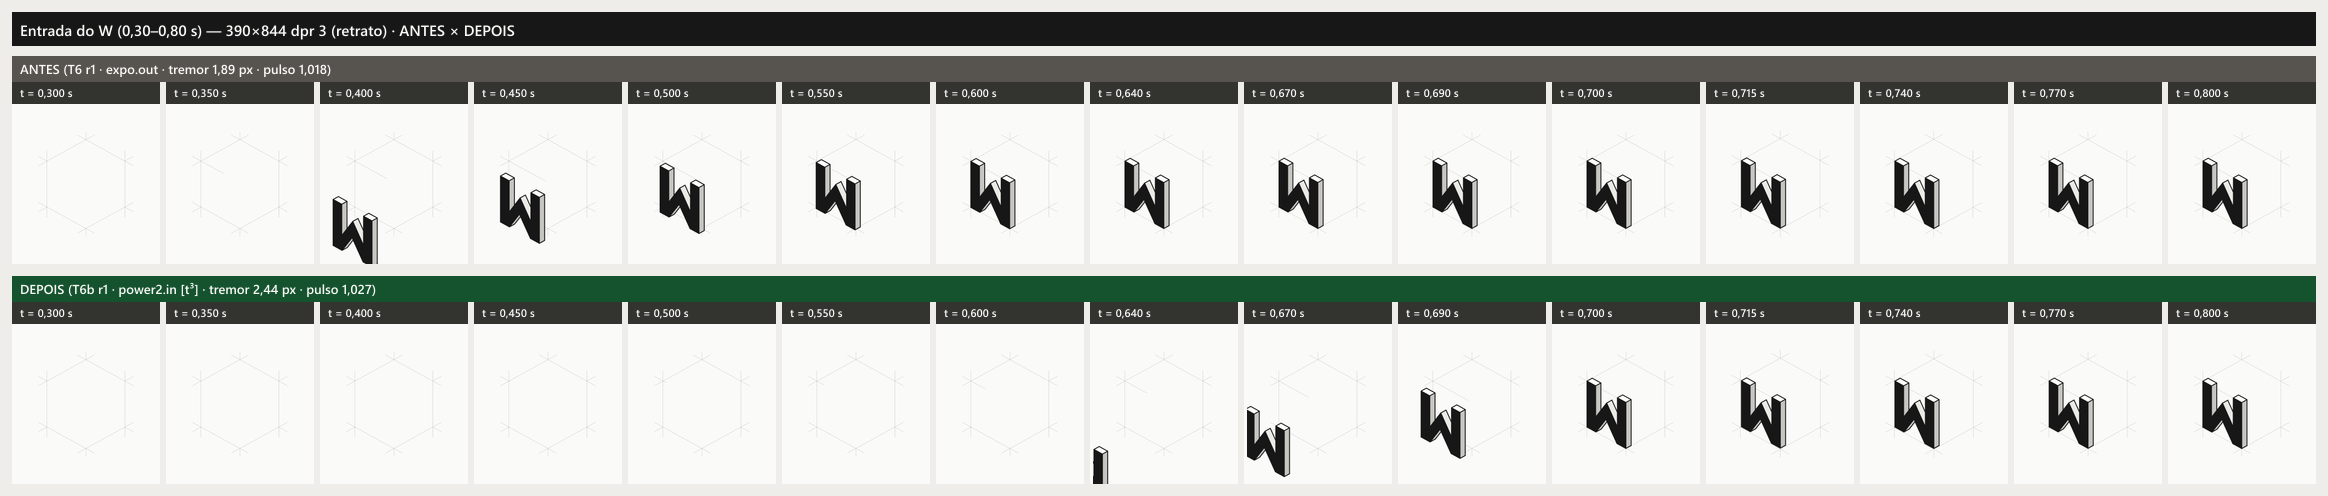 Entrada do W (0,30–0,80 s) — 390×844 dpr 3 (retrato) · ANTES × DEPOIS
ANTES (T6 r1 · expo.out · tremor 1,89 px · pulso 1,018)
t = 0,300 s t = 0,350 s t = 0,400 s t = 0,450 s t = 0,500 s t = 0,550 s t = 0,600 s t = 0,640 s t = 0,670 s t = 0,690 s t = 0,700 s t = 0,715 s t = 0,740 s t = 0,770 s t = 0,800 s
DEPOIS (T6b r1 · power2.in [t³] · tremor 2,44 px · pulso 1,027)
t = 0,300 s t = 0,350 s t = 0,400 s t = 0,450 s t = 0,500 s t = 0,550 s t = 0,600 s t = 0,640 s t = 0,670 s t = 0,690 s t = 0,700 s t = 0,715 s t = 0,740 s t = 0,770 s t = 0,800 s